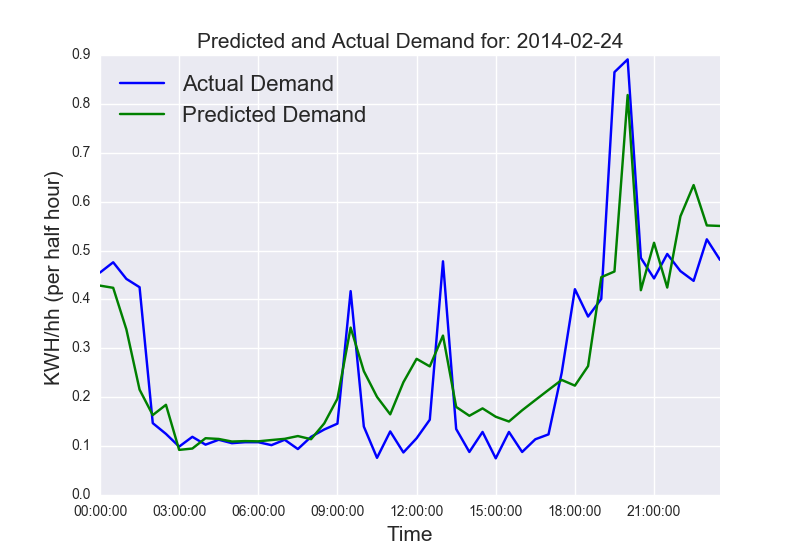 Predicted and Actual Demand for: 2014-02-24
0.9
Actual Demand
Predicted Demand
0.8
0.7
0.6
0.5
0.4
0.3
0.2
0.1
0.0
KWH/hh (per half hour)
00:00:00 03:00:00 06:00:00 09:00:00 12:00:00 15:00:00 18:00:00 21:00:00
Time